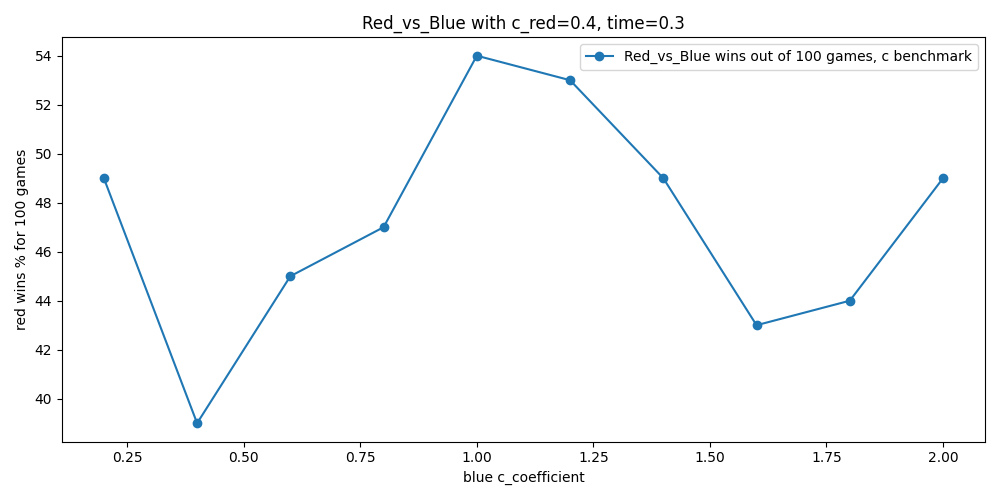 Red_vs_Blue with c_red=0.4, time=0.3
Red_vs_Blue wins out of 100 games, c benchmark
red wins % for 100 games
54
52
50
48
46
44
42
40
0.25 0.50 0.75 1.00 1.25 1.50 1.75 2.00
blue c_coefficient